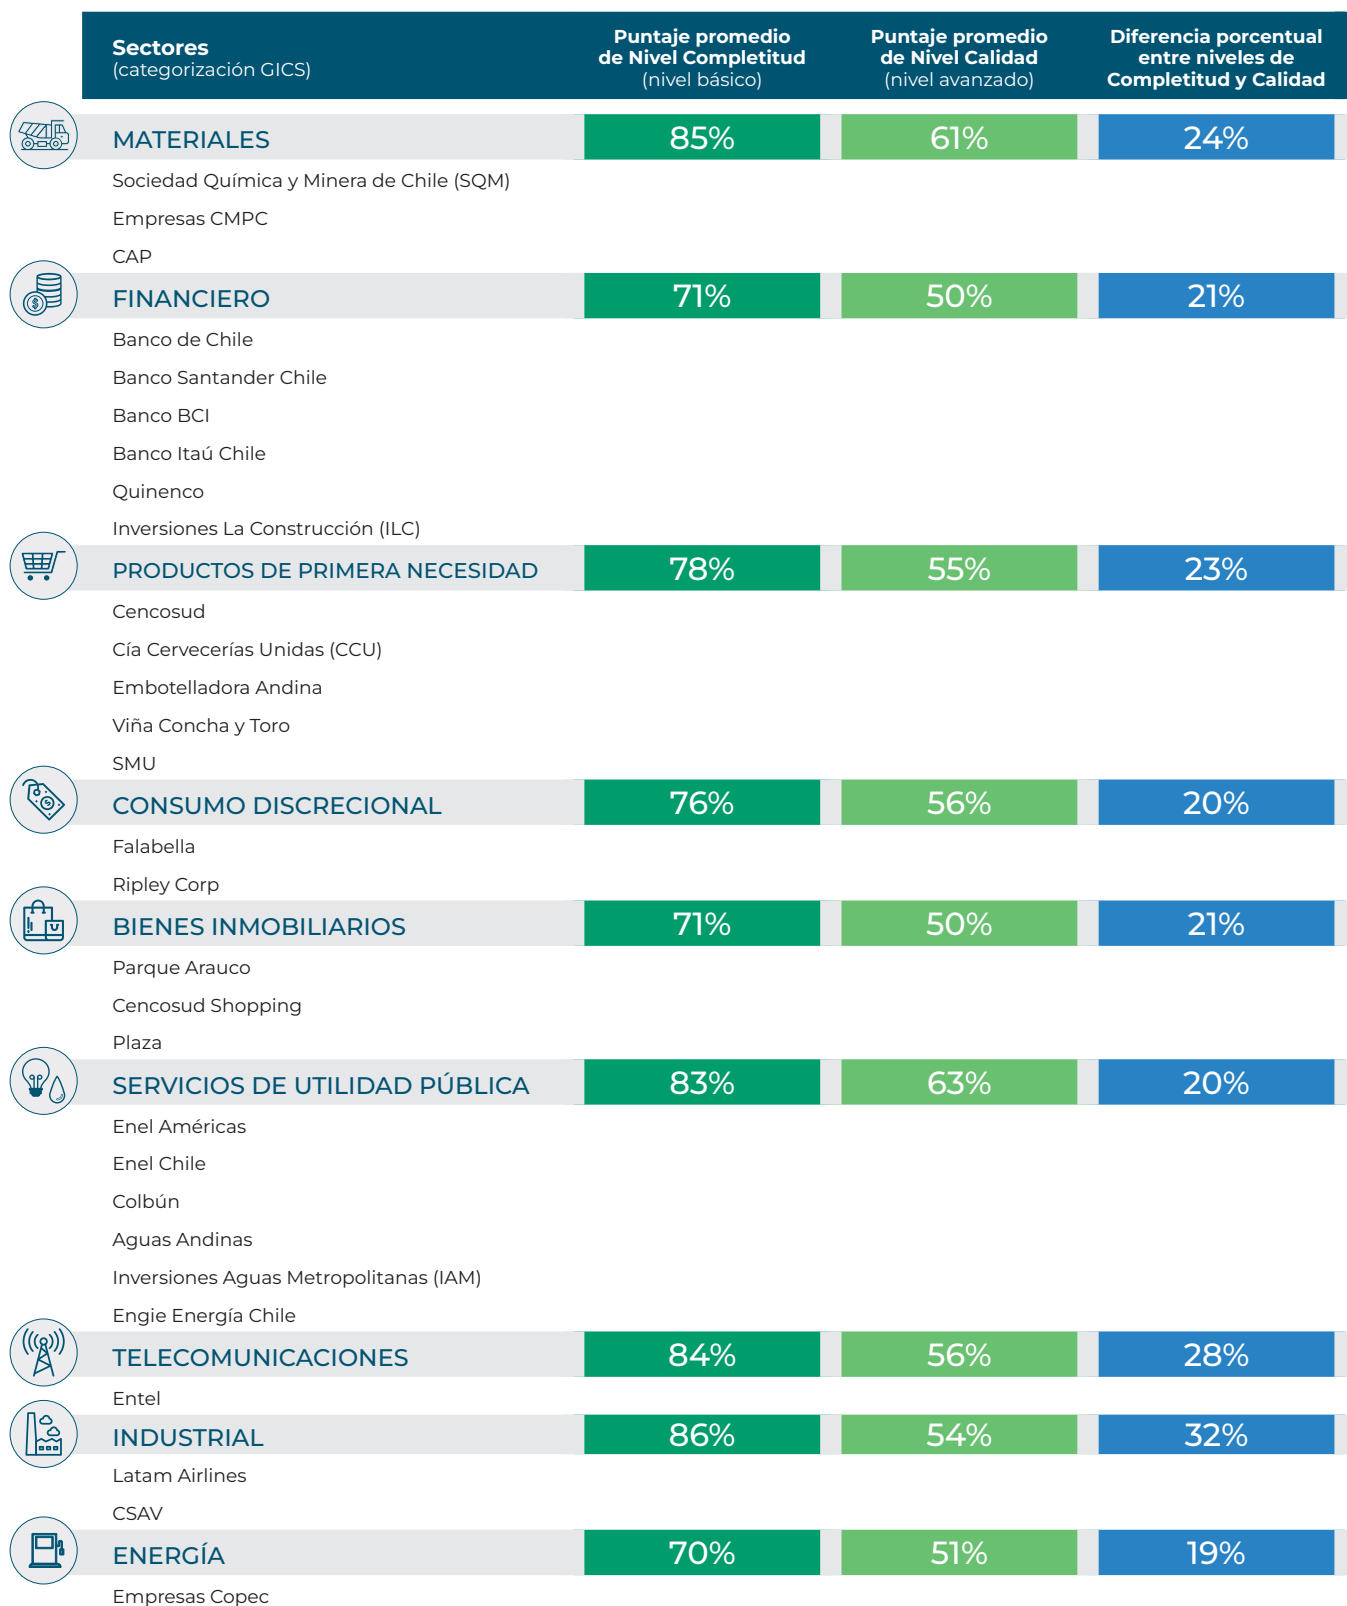 Sectores
(categorización GICS)
Puntaje promedio
de Nivel Completitud
(nivel básico)
Puntaje promedio
de Nivel Calidad
(nivel avanzado)
Diferencia porcentual
entre niveles de
Completitud y Calidad
MATERIALES 85% 61% 24%
Sociedad Química y Minera de Chile (SQM)
Empresas CMPC
CAP
FINANCIERO 71% 50% 21%
Banco de Chile
Banco Santander Chile
Banco BCI
Banco Itaú Chile
Quinenco
Inversiones La Construcción (ILC)
PRODUCTOS DE PRIMERA NECESIDAD 78% 55% 23%
Cencosud
Cía Cervecerías Unidas (CCU)
Embotelladora Andina
Viña Concha y Toro
SMU
CONSUMO DISCRECIONAL 76% 56% 20%
Falabella
Ripley Corp
BIENES INMOBILIARIOS 71% 50% 21%
Parque Arauco
Cencosud Shopping
Plaza
SERVICIOS DE UTILIDAD PÚBLICA 83% 63% 20%
Enel Américas
Enel Chile
Colbún
Aguas Andinas
Inversiones Aguas Metropolitanas (IAM)
Engie Energía Chile
TELECOMUNICACIONES 84% 56% 28%
Entel
INDUSTRIAL 86% 54% 32%
Latam Airlines
CSAV
ENERGÍA 70% 51% 19%
Empresas Copec